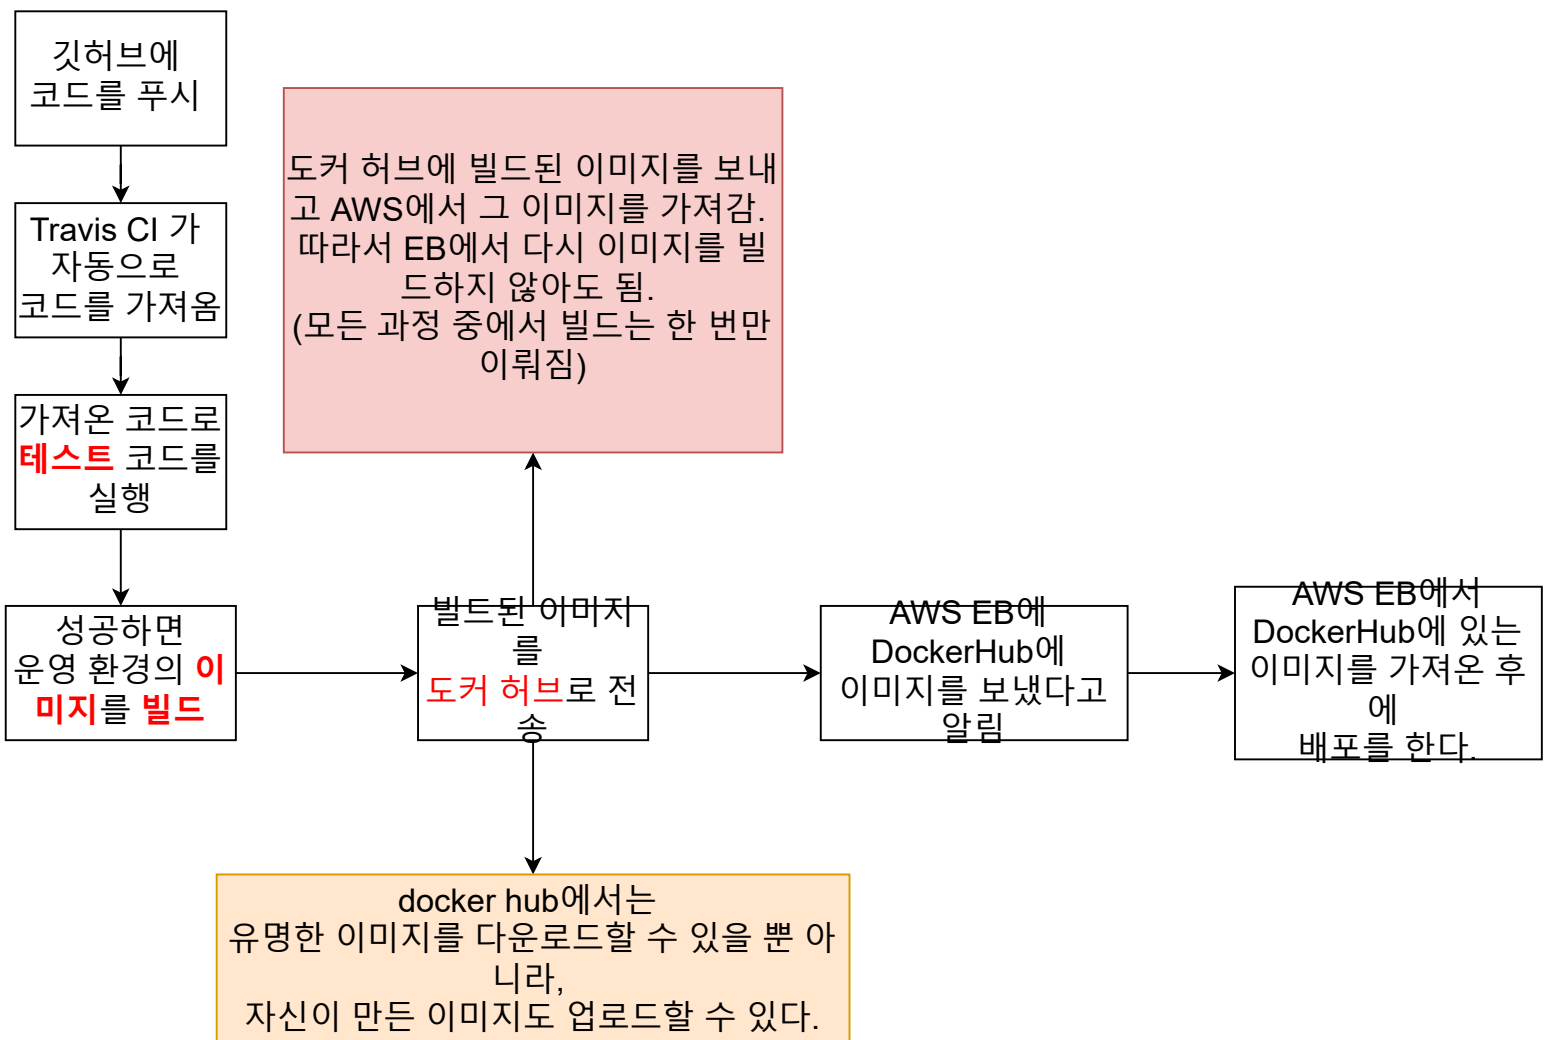 깃허브에
코드를 푸시
Travis CI 가
자동으로
코드를 가져옴
가져온 코드로
테스트 코드를
실행
성공하면
운영 환경의 이
미지를 빌드
도커 허브에 빌드된 이미지를 보내
고 AWS에서 그 이미지를 가져감.
따라서 EB에서 다시 이미지를 빌
드하지 않아도 됨.
(모든 과정 중에서 빌드는 한 번만
이뤄짐)
빌드된 이미지
를
도커 허브로 전
송
AWS EB에
DockerHub에
이미지를 보냈다고
알림
AWS EB에서
DockerHub에 있는
이미지를 가져온 후
에
배포를 한다.
docker hub에서는
유명한 이미지를 다운로드할 수 있을 뿐 아
니라,
자신이 만든 이미지도 업로드할 수 있다.